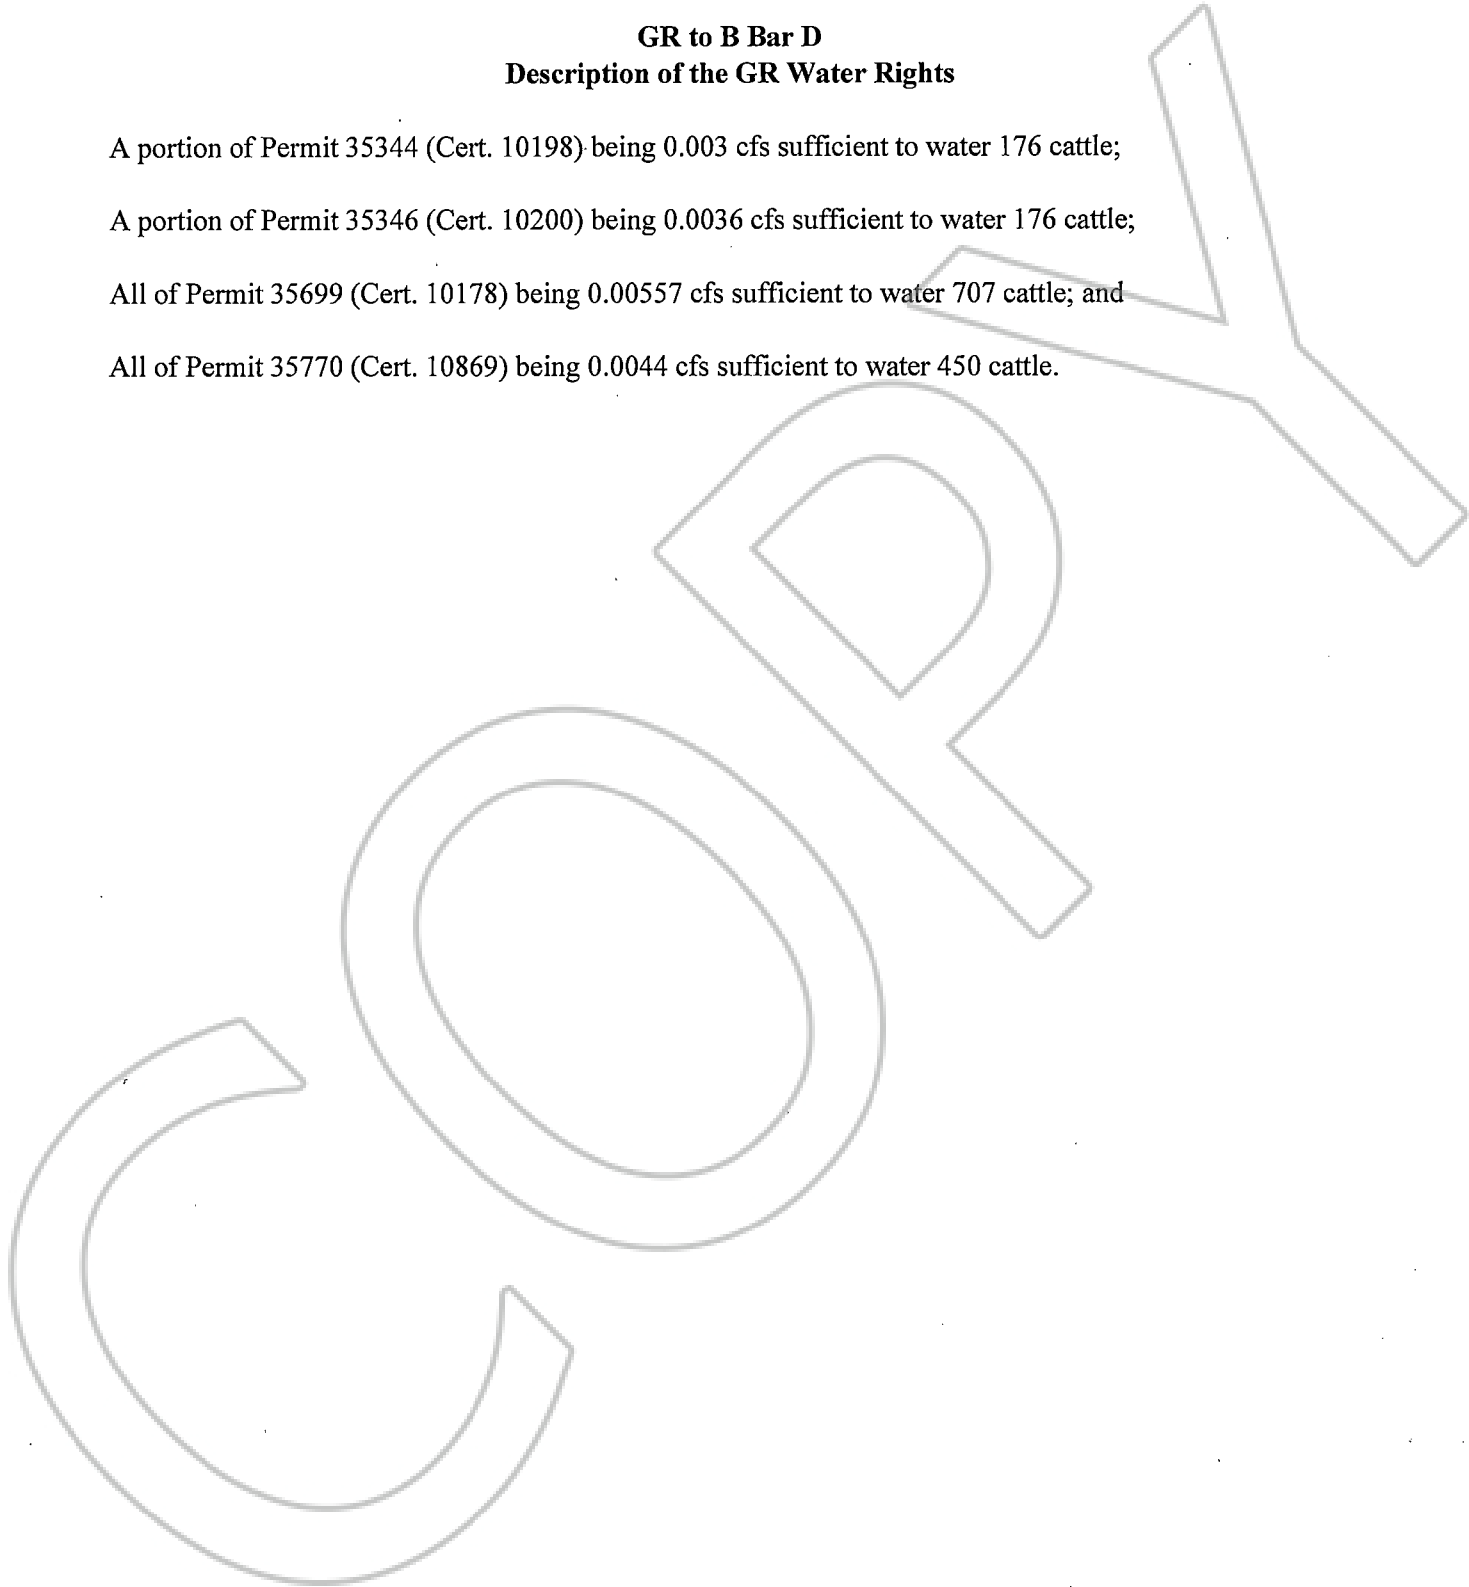 GR to B Bar D
Description of the GR Water Rights
A portion of Permit 35344 (Cert. 10198) being 0.003 cfs sufficient to water 176 cattle;
A portion of Permit 35346 (Cert. 10200) being 0.0036 cfs sufficient to water 176 cattle;
All of Permit 35699 (Cert. 10178) being 0.00557 cfs sufficient to water 707 cattle; and
All of Permit 35770 (Cert. 10869) being 0.0044 cfs sufficient to water 450 cattle.
COPY